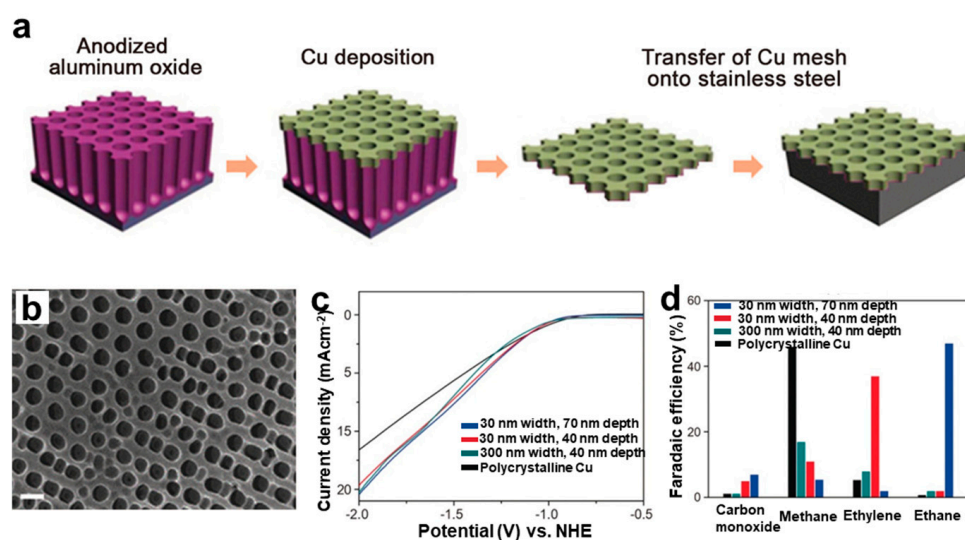 a
Anodized
aluminum oxide
Cu deposition
Transfer of Cu mesh
onto stainless steel
b
c
Current density (mAcm⁻²)
0
5
15
20
30 nm width, 70 nm depth
30 nm width, 40 nm depth
300 nm width, 40 nm depth
Polycrystalline Cu
-2.0
-1.5
-1.0
-0.5
Potential (V) vs. NHE
d
Faradaic efficiency (%)
60
40
20
0
30 nm width, 70 nm depth
30 nm width, 40 nm depth
300 nm width, 40 nm depth
Polycrystalline Cu
Carbon
monoxide
Methane
Ethylene
Ethane